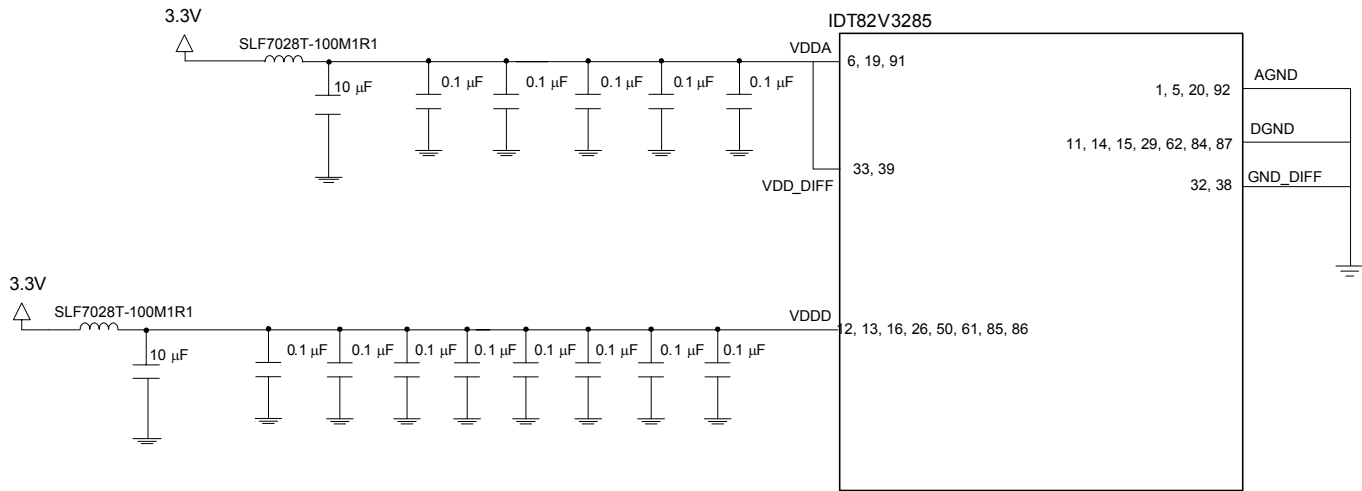 3.3V
SLF7028T-100M1R1
10 μF
0.1 μF
0.1 μF
0.1 μF
0.1 μF
0.1 μF
VDDA
IDT82V3285
6, 19, 91
1, 5, 20, 92
AGND
11, 14, 15, 29, 62, 84, 87
DGND
33, 39
VDD_DIFF
32, 38
GND_DIFF
3.3V
SLF7028T-100M1R1
10 μF
0.1 μF
0.1 μF
0.1 μF
0.1 μF
0.1 μF
0.1 μF
0.1 μF
0.1 μF
VDDD
12, 13, 16, 26, 50, 61, 85, 86